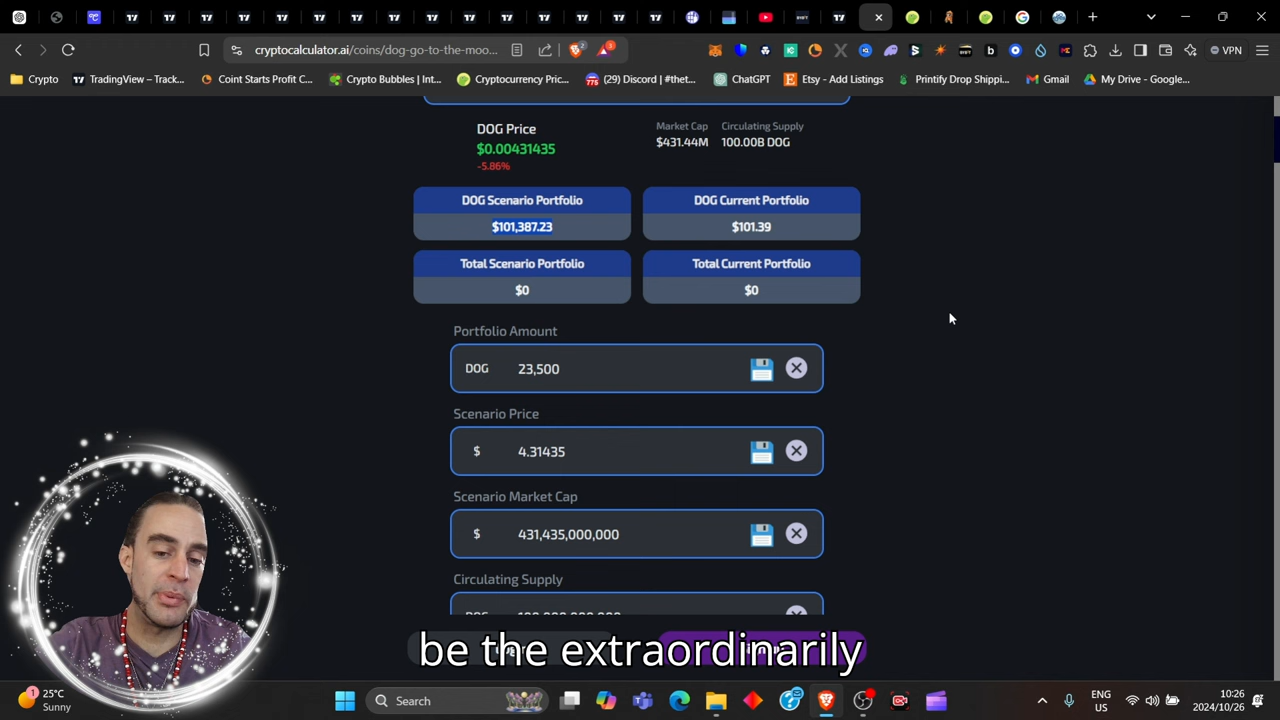 cryptocalculator.ai/coins/dog-go-to-the-moo...
2
3
VPN
Crypto
TradingView – Track...
Coint Starts Profit C...
Crypto Bubbles | Int...
Cryptocurrency Pric...
(29) Discord | #thet...
ChatGPT
Etsy - Add Listings
Printify Drop Shippi...
Gmail
My Drive - Google...
DOG Price
$0.00431435
-5.86%
Market Cap
$431.44M
Circulating Supply
100.00B DOG
DOG Scenario Portfolio
$101,387.23
DOG Current Portfolio
$101.39
Total Scenario Portfolio
$0
Total Current Portfolio
$0
Portfolio Amount
DOG 23,500
Scenario Price
$ 4.31435
Scenario Market Cap
$ 431,435,000,000
Circulating Supply
be the extraordinarily
1
25°C
Sunny
Search
ENG
US
10:26
2024/10/26